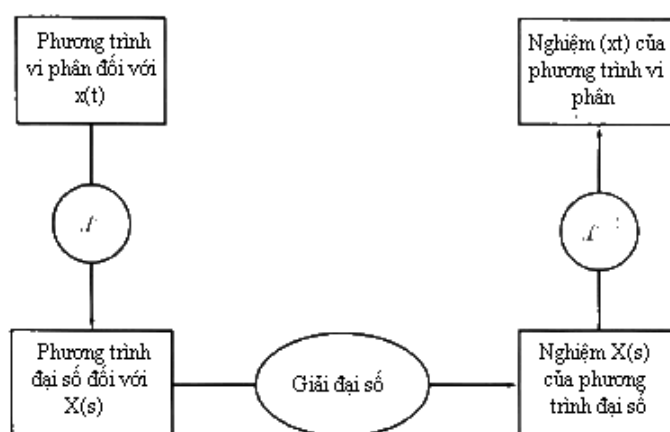 Phương trình
vi phân đối với
x(t)
Nghiệm (xt) của
phương trình vi
phân
Phương trình
đại số đối với
X(s)
Giải đại số
Nghiệm X(s)
của phương
trình đại số